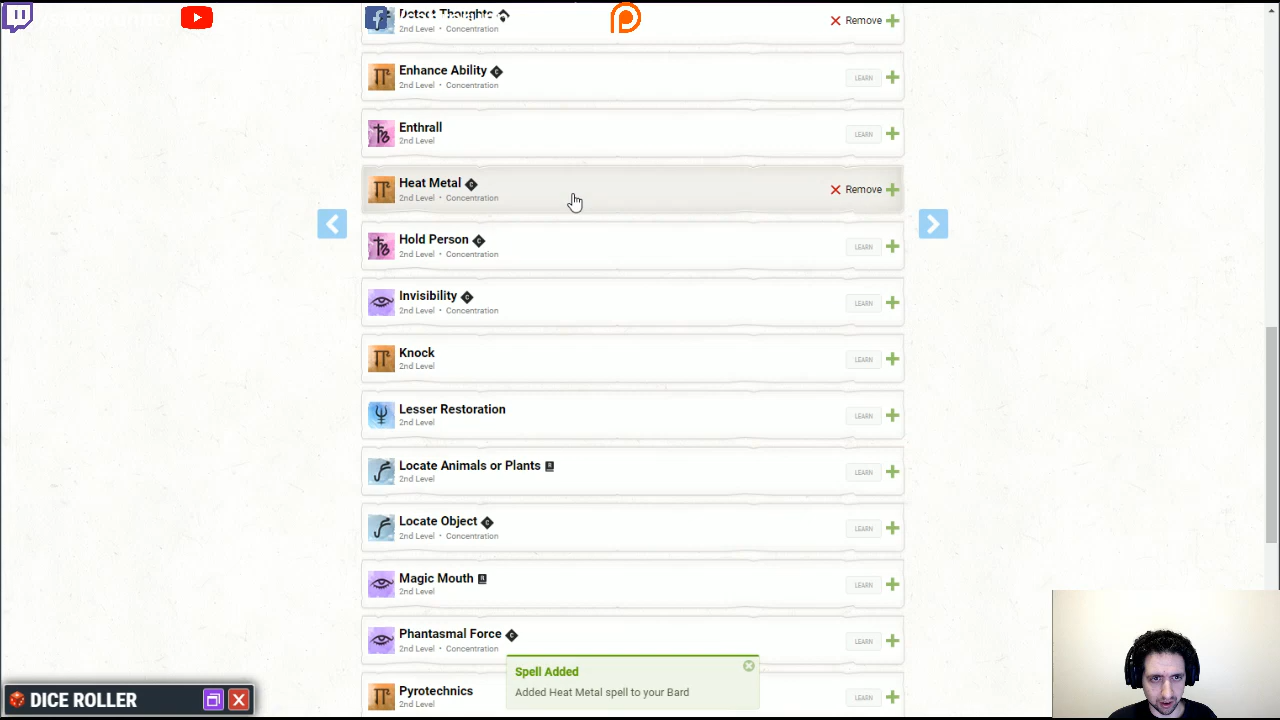 Detect Thoughts
2nd Level • Concentration
Remove
Enhance Ability
2nd Level • Concentration
LEARN
Enthrall
2nd Level
LEARN
Heat Metal
2nd Level • Concentration
Remove
Hold Person
2nd Level • Concentration
LEARN
Invisibility
2nd Level • Concentration
LEARN
Knock
2nd Level
LEARN
Lesser Restoration
2nd Level
LEARN
Locate Animals or Plants
2nd Level
LEARN
Locate Object
2nd Level • Concentration
LEARN
Magic Mouth
2nd Level
LEARN
Phantasmal Force
2nd Level • Concentration
LEARN
Spell Added
Added Heat Metal spell to your Bard
Pyrotechnics
2nd Level
LEARN
DICE ROLLER